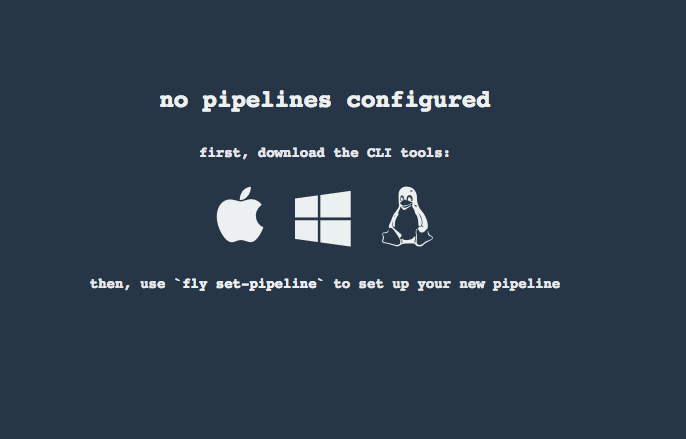 no pipelines configured
first, download the CLI tools:
then, use `fly set-pipeline` to set up your new pipeline